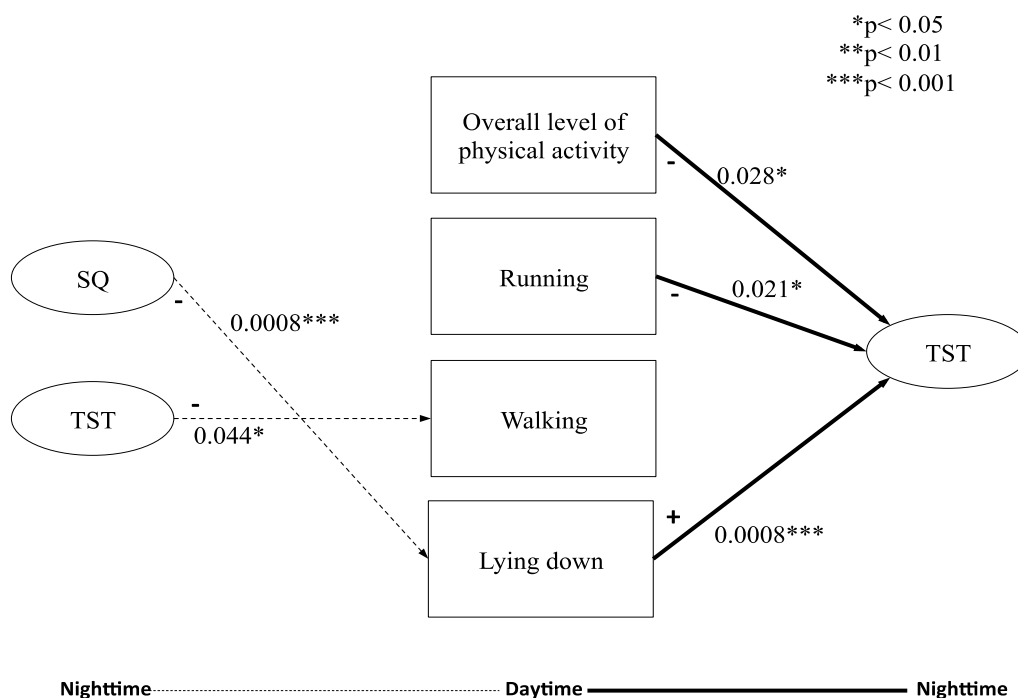 *p< 0.05
**p< 0.01
***p< 0.001
Overall level of
physical activity
-
0.028*
SQ
-
0.0008***
Running
-
0.021*
TST
TST
-
0.044*
Walking
Lying down
+
0.0008***
Nighttime
Daytime
Nighttime